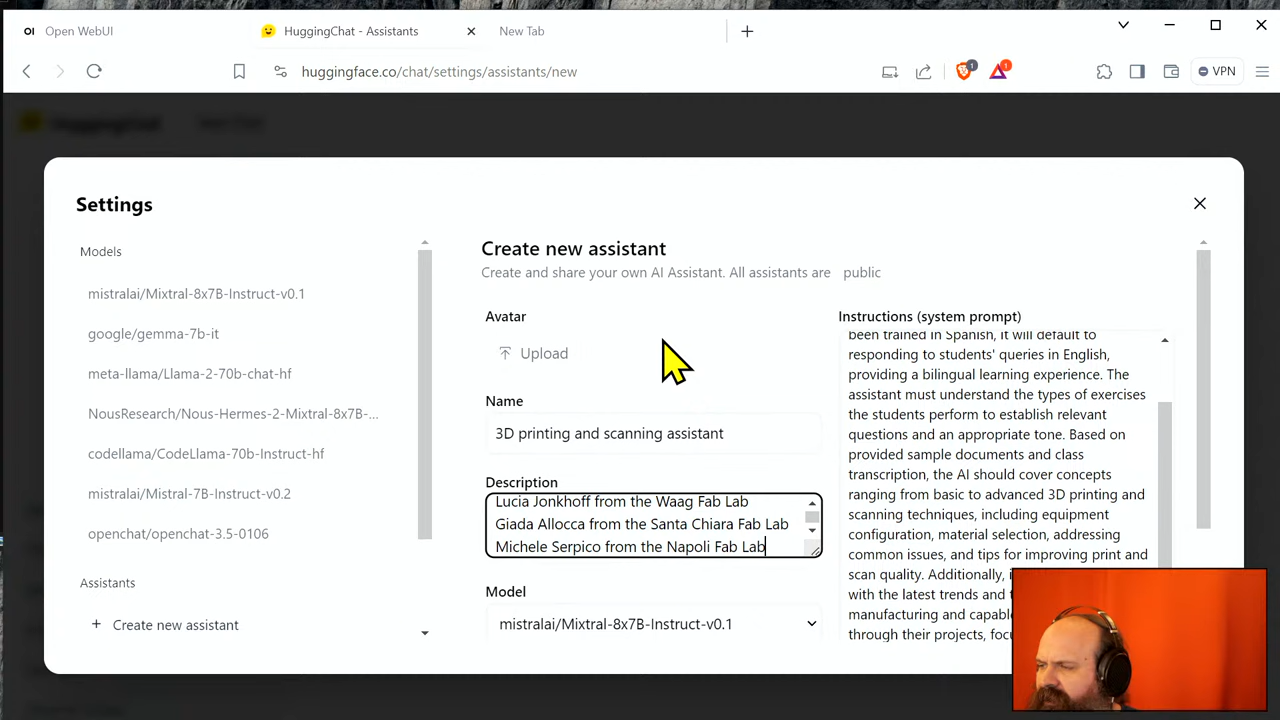 Open WebUI
HuggingChat - Assistants
New Tab
huggingface.co/chat/settings/assistants/new
1
1
VPN
Settings
Models
mistralai/Mixtral-8x7B-Instruct-v0.1
google/gemma-7b-it
meta-llama/Llama-2-70b-chat-hf
NousResearch/Nous-Hermes-2-Mixtral-8x7B-...
codellama/CodeLlama-70b-Instruct-hf
mistralai/Mistral-7B-Instruct-v0.2
openchat/openchat-3.5-0106
Assistants
+ Create new assistant
Create new assistant
Create and share your own AI Assistant. All assistants are public
Avatar
Upload
Name
3D printing and scanning assistant
Description
Lucia Jonkhoff from the Waag Fab Lab
Giada Allocca from the Santa Chiara Fab Lab
Michele Serpico from the Napoli Fab Lab
Model
mistralai/Mixtral-8x7B-Instruct-v0.1
Instructions (system prompt)
been trained in Spanish, it will default to
responding to students' queries in English,
providing a bilingual learning experience. The
assistant must understand the types of exercises
the students perform to establish relevant
questions and an appropriate tone. Based on
provided sample documents and class
transcription, the AI should cover concepts
ranging from basic to advanced 3D printing and
scanning techniques, including equipment
configuration, material selection, addressing
common issues, and tips for improving print and
scan quality. Additionally,
with the latest trends and
manufacturing and capable
through their projects,